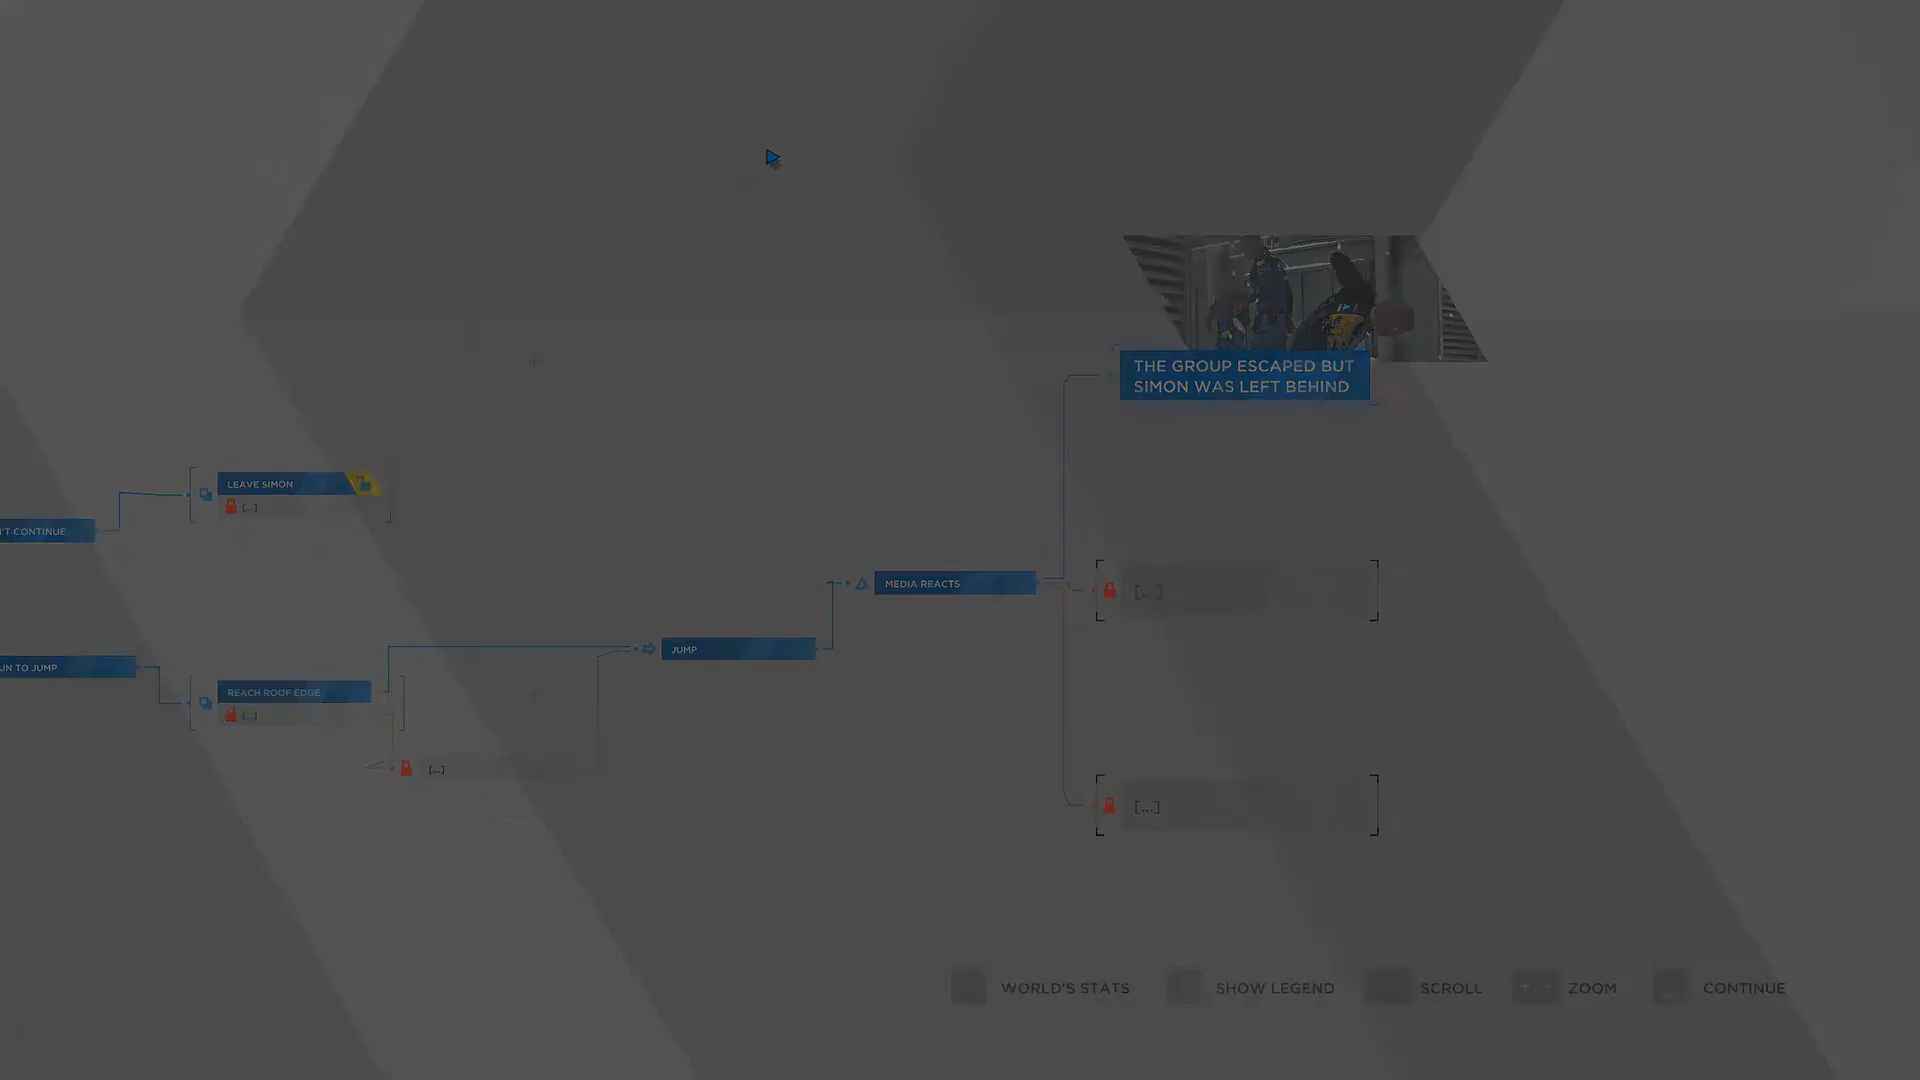 THE GROUP ESCAPED BUT
SIMON WAS LEFT BEHIND
LEAVE SIMON
[...]
'T CONTINUE
MEDIA REACTS
[...]
JUMP
UN TO JUMP
REACH ROOF EDGE
[...]
[...]
[...]
WORLD'S STATS
SHOW LEGEND
SCROLL
ZOOM
CONTINUE